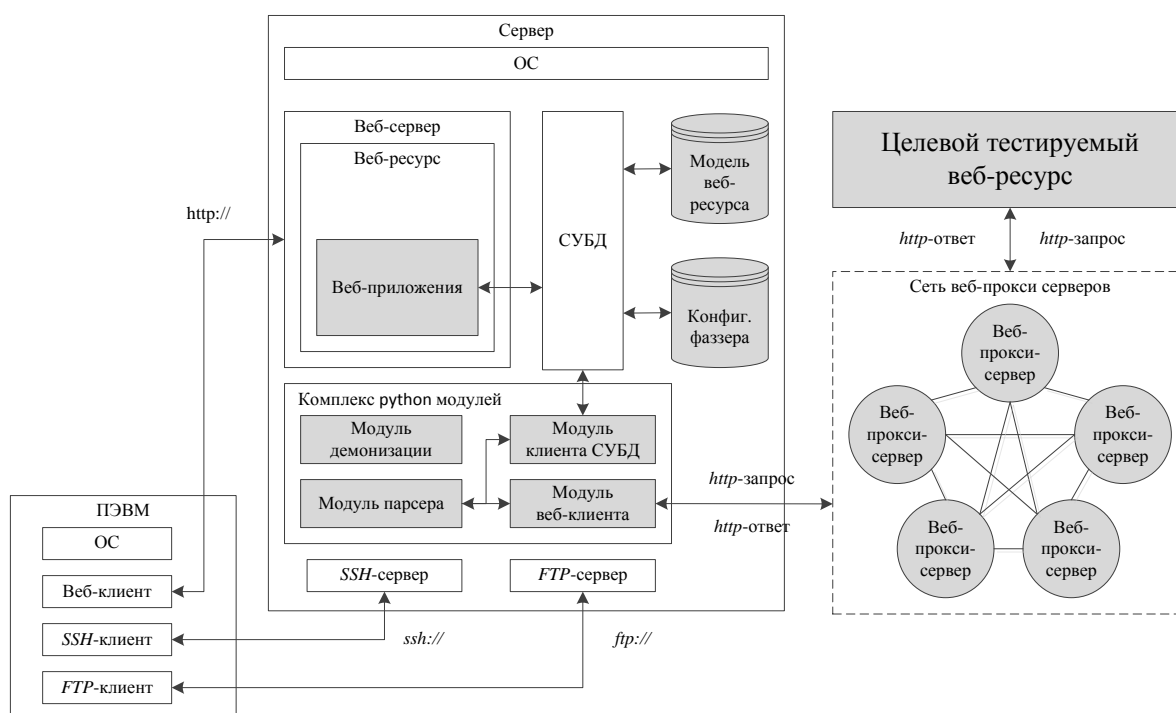 Сервер
ОС
Веб-сервер
Веб-ресурс
Веб-приложения
СУБД
Модель
веб-
ресурса
Конфиг.
фаззера
http://
Комплекс python модулей
Модуль
демонизации
Модуль
клиента СУБД
Модуль парсера
Модуль
веб-клиента
SSH-сервер
FTP-сервер
ПЭВМ
ОС
Веб-клиент
SSH-клиент
FTP-клиент
ssh://
ftp://
http-запрос
http-ответ
Целевой тестируемый
веб-ресурс
http-ответ
http-запрос
Сеть веб-прокси серверов
Веб-
прокси-
сервер
Веб-
прокси-
сервер
Веб-
прокси-
сервер
Веб-
прокси-
сервер
Веб-
прокси-
сервер